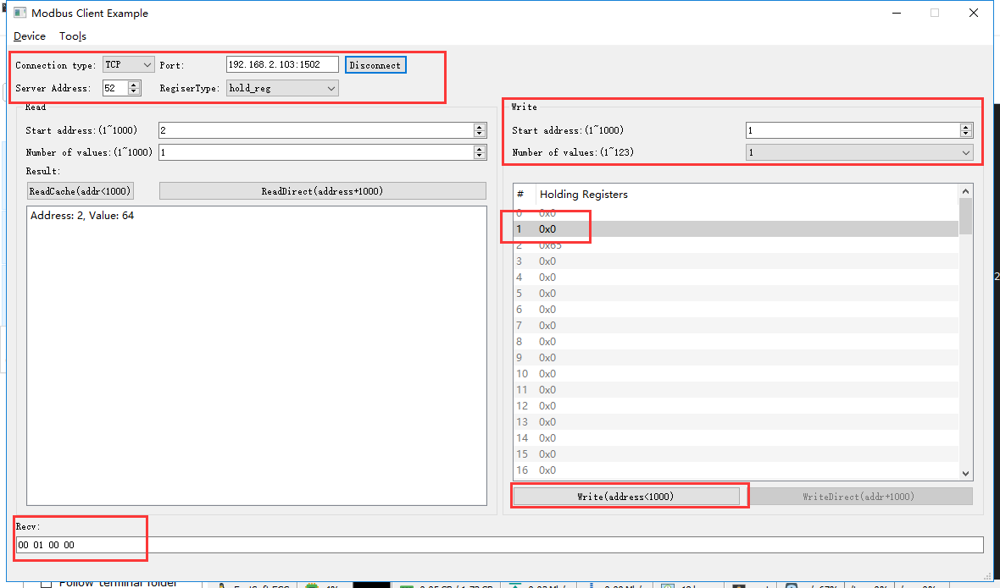 Modbus Client Example
Device Tools
Connection type: TCP Port: 192.168.2.103:1502 Disconnect
Server Address: 52 RegiserType: hold_reg
Read
Start address:(1~1000) 2
Number of values:(1~1000) 1
Result:
ReadCache(addr<1000) ReadDirect(address+1000)
Address: 2, Value: 64
Write
Start address:(1~1000) 1
Number of values:(1~123) 1
# Holding Registers
0 0x0
1 0x0
2 0x65
3 0x0
4 0x0
5 0x0
6 0x0
7 0x0
8 0x0
9 0x0
10 0x0
11 0x0
12 0x0
13 0x0
14 0x0
15 0x0
16 0x0
Write(address<1000) WriteDirect(addr+1000)
Recv:
00 01 00 00
Follow terminal folder